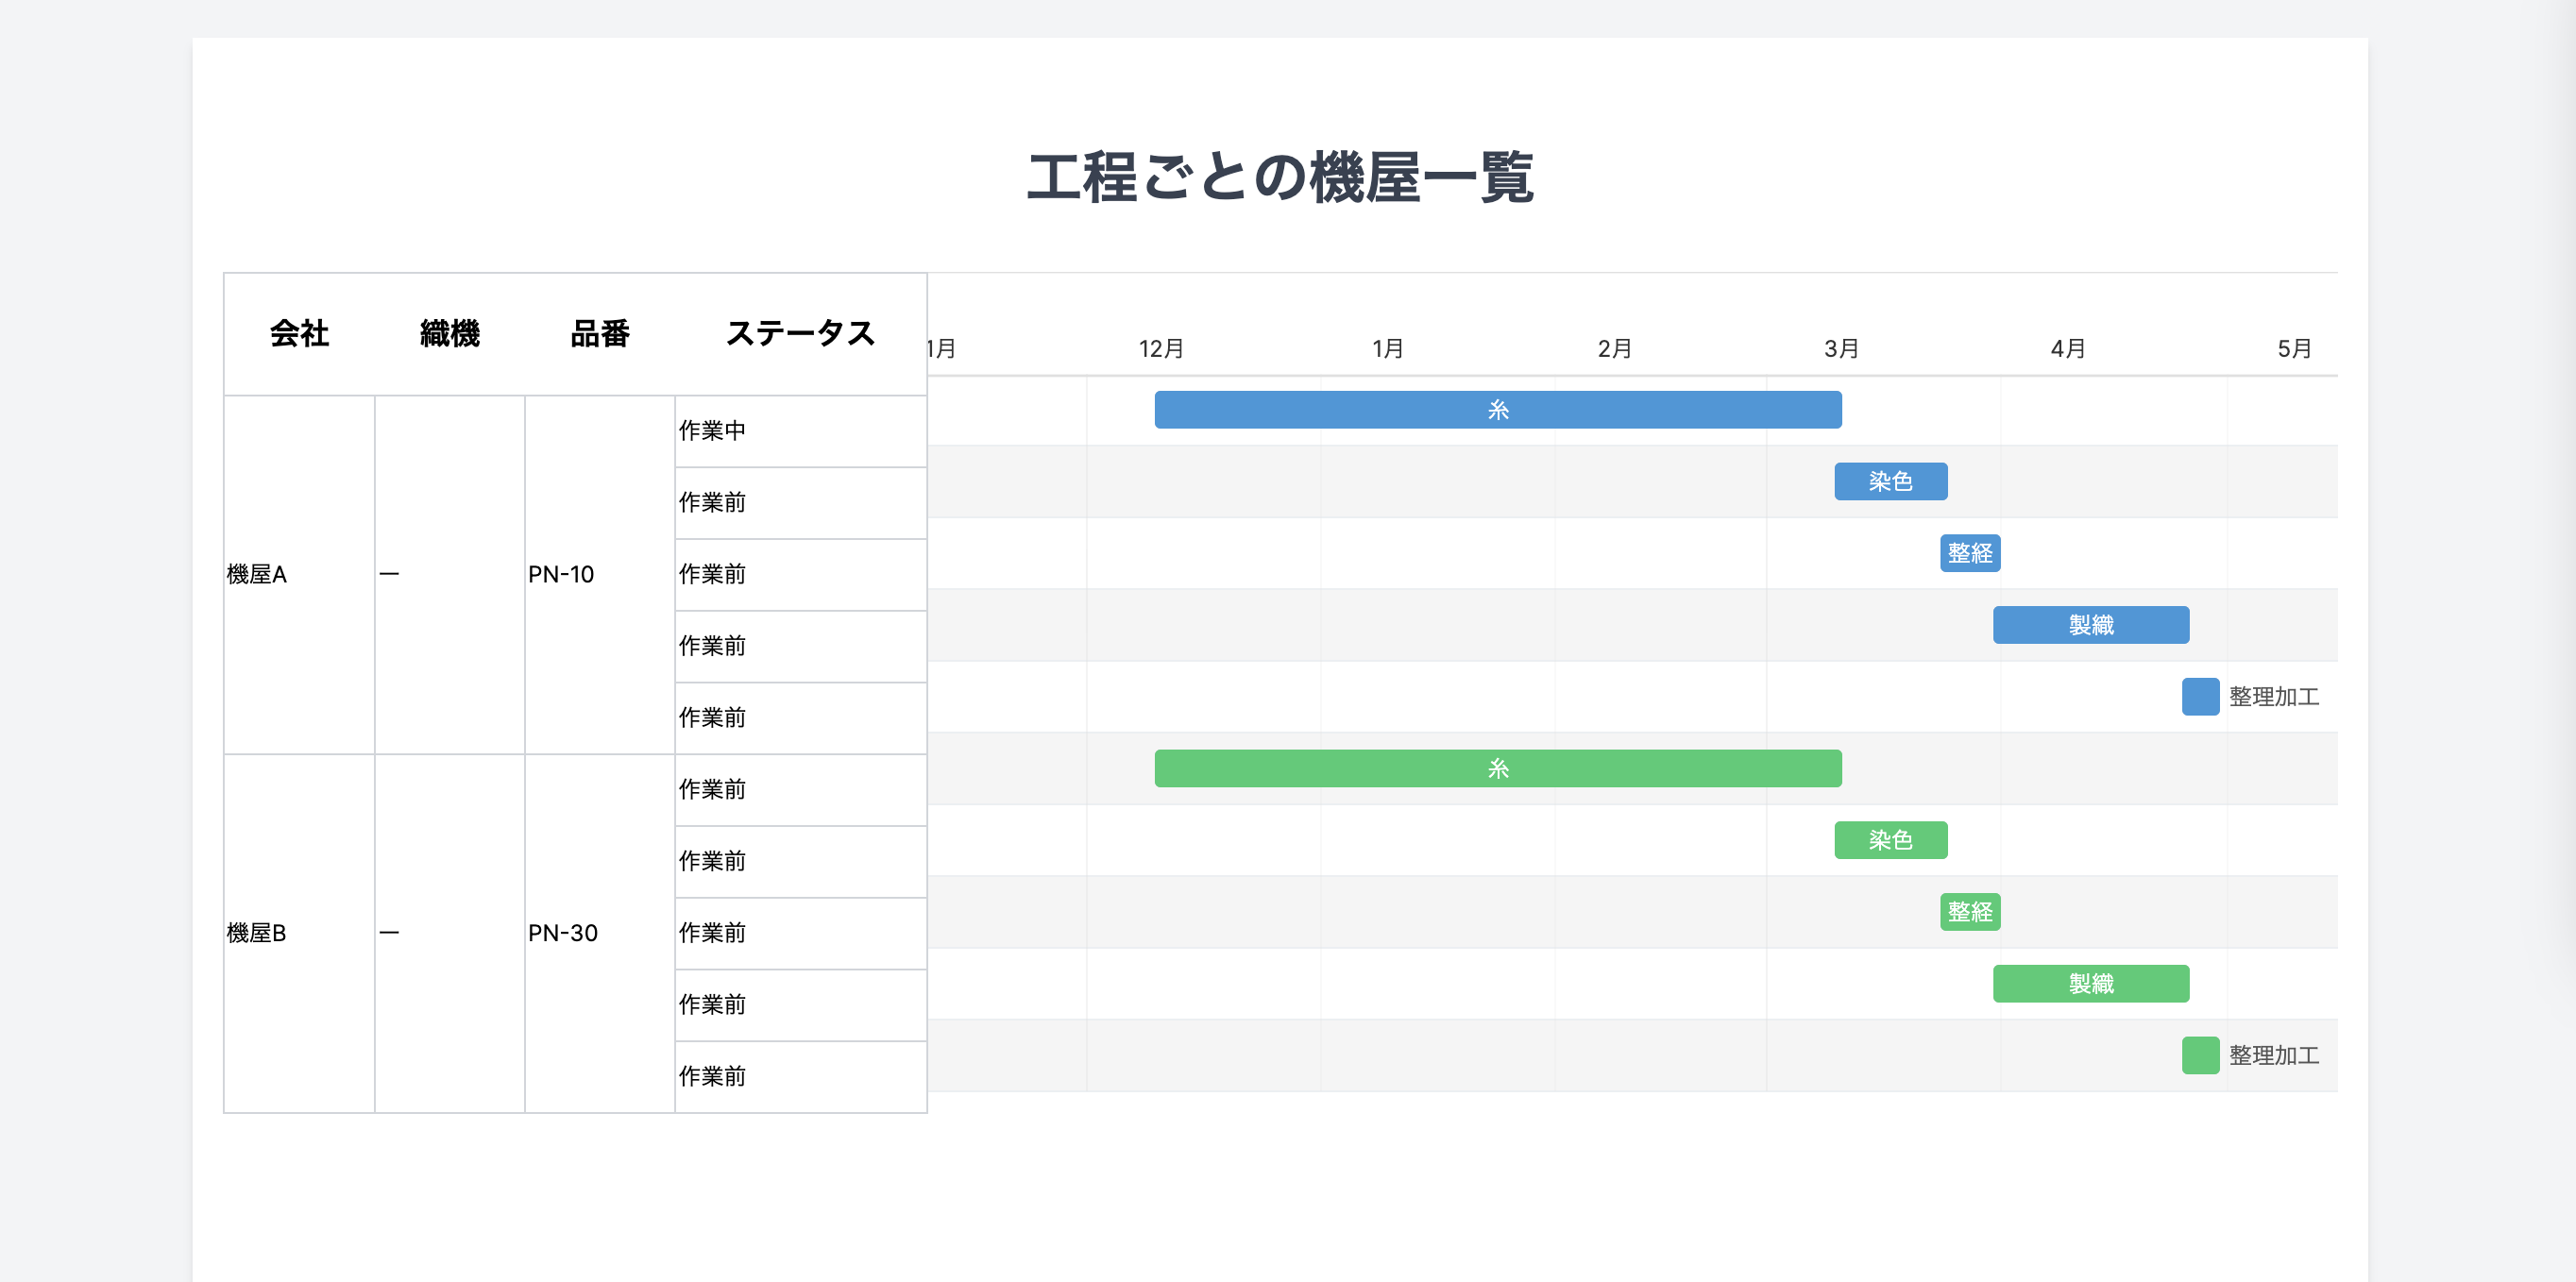 工程ごとの機屋一覧
会社 織機 品番 ステータス
1月 12月 1月 2月 3月 4月 5月
作業中 糸
作業前 染色
機屋A ー PN-10 作業前 整経
作業前 製織
作業前 整理加工
作業前 糸
作業前 染色
機屋B ー PN-30 作業前 整経
作業前 製織
作業前 整理加工